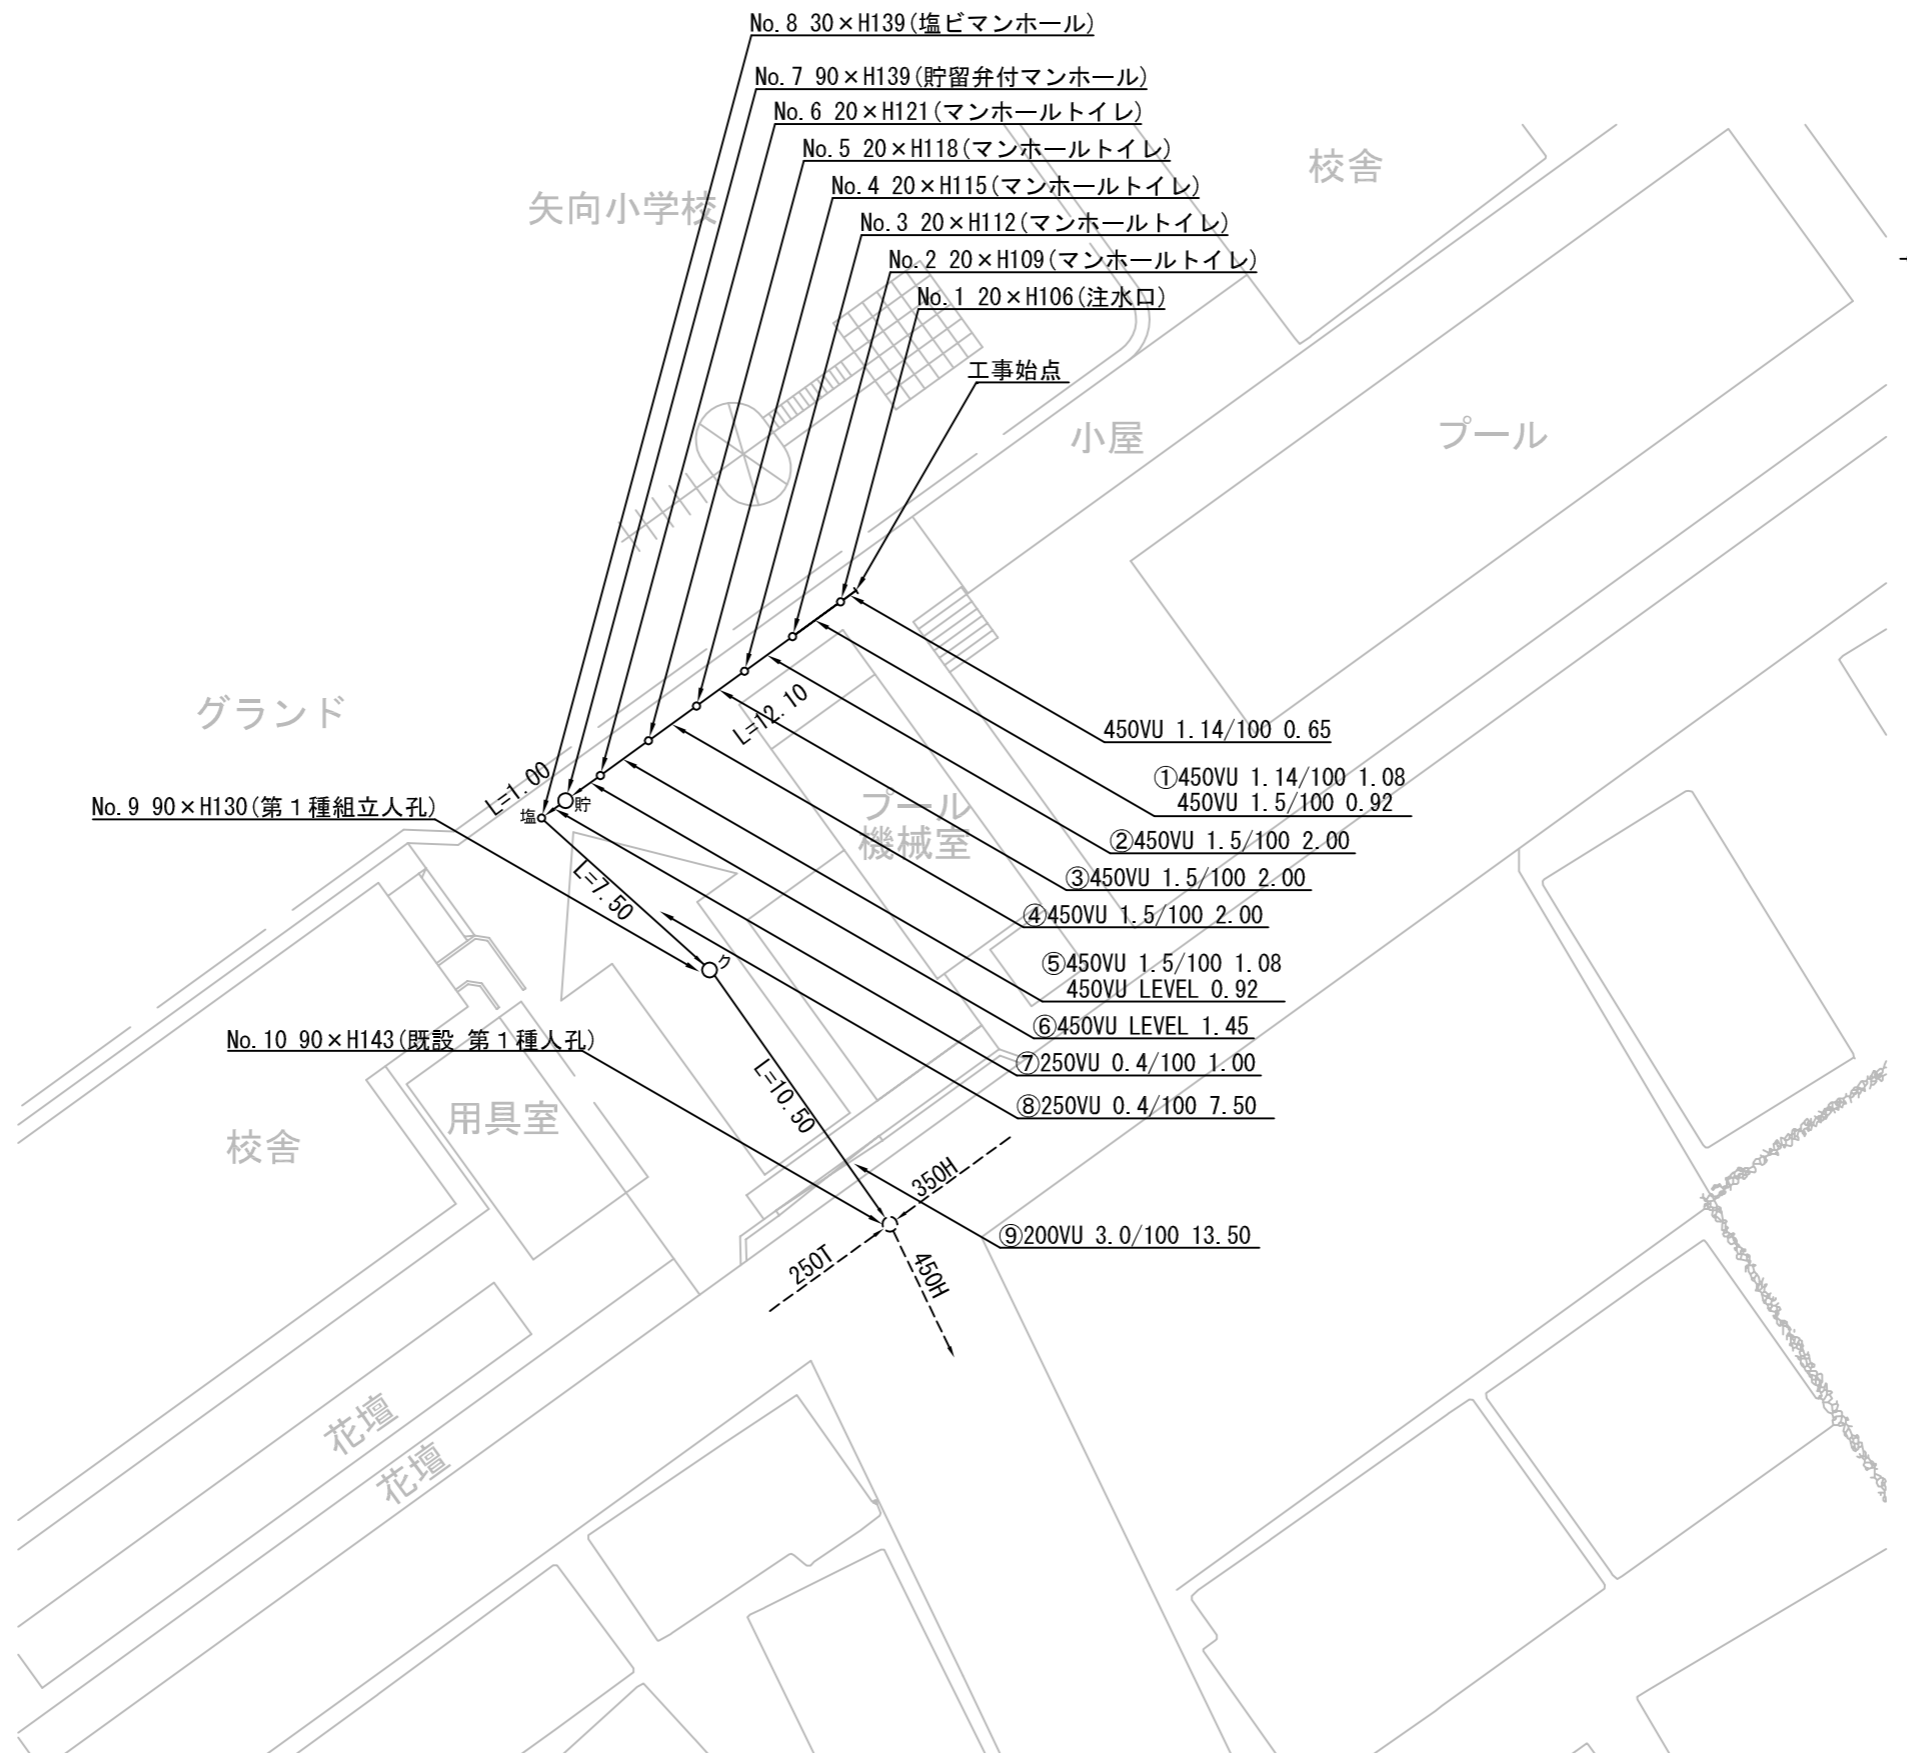 No.8 30×H139(塩ビマンホール)
No.7 90×H139(貯留弁付マンホール)
No.6 20×H121(マンホールトイレ)
No.5 20×H118(マンホールトイレ)
No.4 20×H115(マンホールトイレ)
No.3 20×H112(マンホールトイレ)
No.2 20×H109(マンホールトイレ)
No.1 20×H106(注水口)
工事始点
矢向小学校
校舎
小屋
プール
グランド
L=12.10
L=1.00
450VU 1.14/100 0.65
①450VU 1.14/100 1.08
450VU 1.5/100 0.92
②450VU 1.5/100 2.00
③450VU 1.5/100 2.00
④450VU 1.5/100 2.00
⑤450VU 1.5/100 1.08
450VU LEVEL 0.92
⑥450VU LEVEL 1.45
⑦250VU 0.4/100 1.00
⑧250VU 0.4/100 7.50
⑨200VU 3.0/100 13.50
プール
機械室
貯
塩
No.9 90×H130(第1種組立人孔)
L=7.50
ク
No.10 90×H143(既設 第1種人孔)
L=10.50
用具室
校舎
350H
250T
450H
花壇
花壇